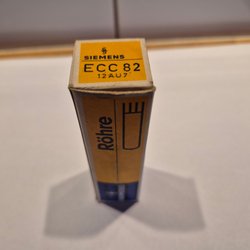 SIEMENS
ECC 82
12AU7
Röhre